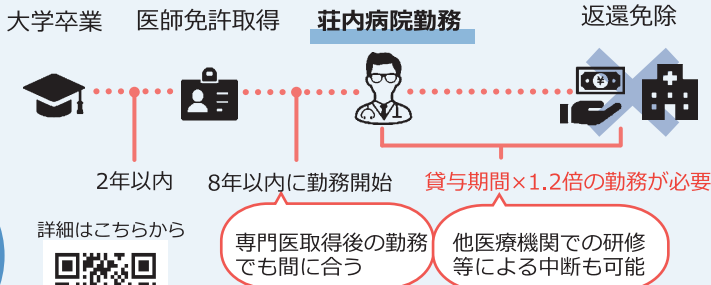 大学卒業
医師免許取得
荘内病院勤務
返還免除
¥
2年以内
8年以内に勤務開始
貸与期間×1.2倍の勤務が必要
詳細はこちらから
専門医取得後の勤務
でも間に合う
他医療機関での研修
等による中断も可能